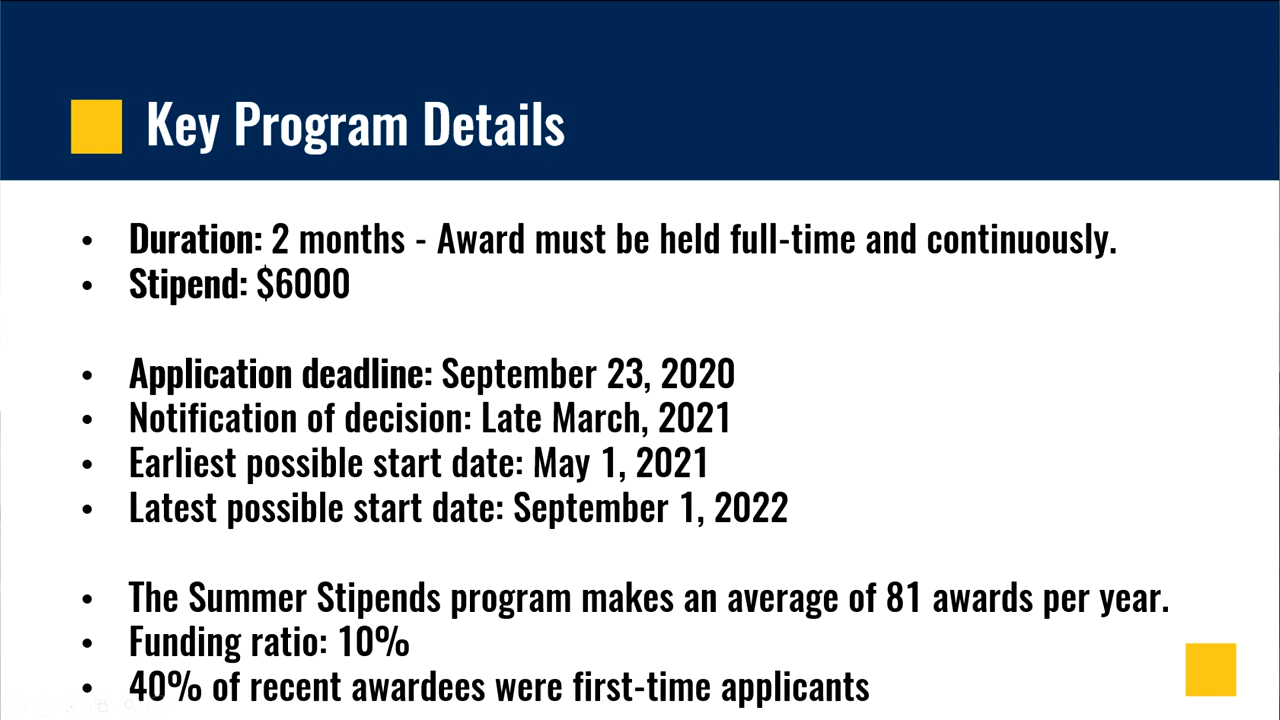 Key Program Details
• Duration: 2 months - Award must be held full-time and continuously.
• Stipend: $6000
• Application deadline: September 23, 2020
• Notification of decision: Late March, 2021
• Earliest possible start date: May 1, 2021
• Latest possible start date: September 1, 2022
• The Summer Stipends program makes an average of 81 awards per year.
• Funding ratio: 10%
• 40% of recent awardees were first-time applicants